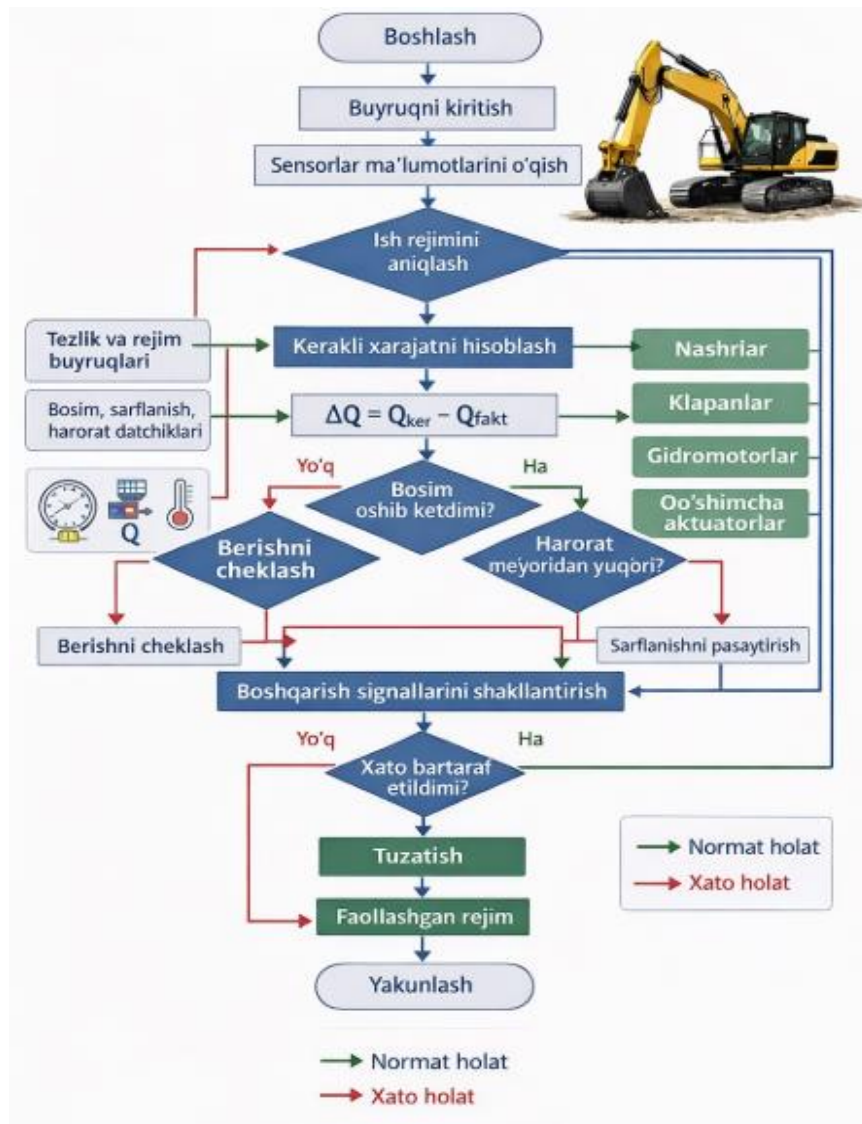 Boshlash
Buyruqni kiritish
Sensorlar ma'lumotlarini o'qish
Ish rejimini
aniqlash
Tezlik va rejim
buyruqlari
Kerakli xarajatni hisoblash
Nashriar
Bosim, sarflanish,
harorat datchiklari
ΔQ = Qker – Qfakt
Klapanlar
Gidromotorlar
Oo'shimcha
aktuatorlar
Q
Yo'q
Ha
Bosim
oshib ketdimi?
Berishni
cheklash
Harorat
me'yoridan yuqori?
Berishni cheklash
Sarflanishni pasaytirish
Boshqarish signallarini shakllantirish
Yo'q
Ha
Xato bartaraf
etildimi?
Tuzatish
Faollashgan rejim
Yakunlash
Normat holat
Xato holat
Normat holat
Xato holat